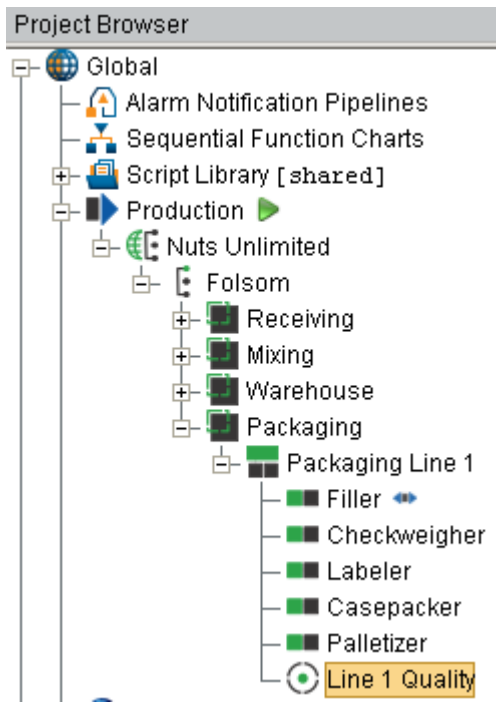 Project Browser
Global
Alarm Notification Pipelines
Sequential Function Charts
Script Library [shared]
Production
Nuts Unlimited
Folsom
Receiving
Mixing
Warehouse
Packaging
Packaging Line 1
Filler
Checkweigher
Labeler
Casepacker
Palletizer
Line 1 Quality